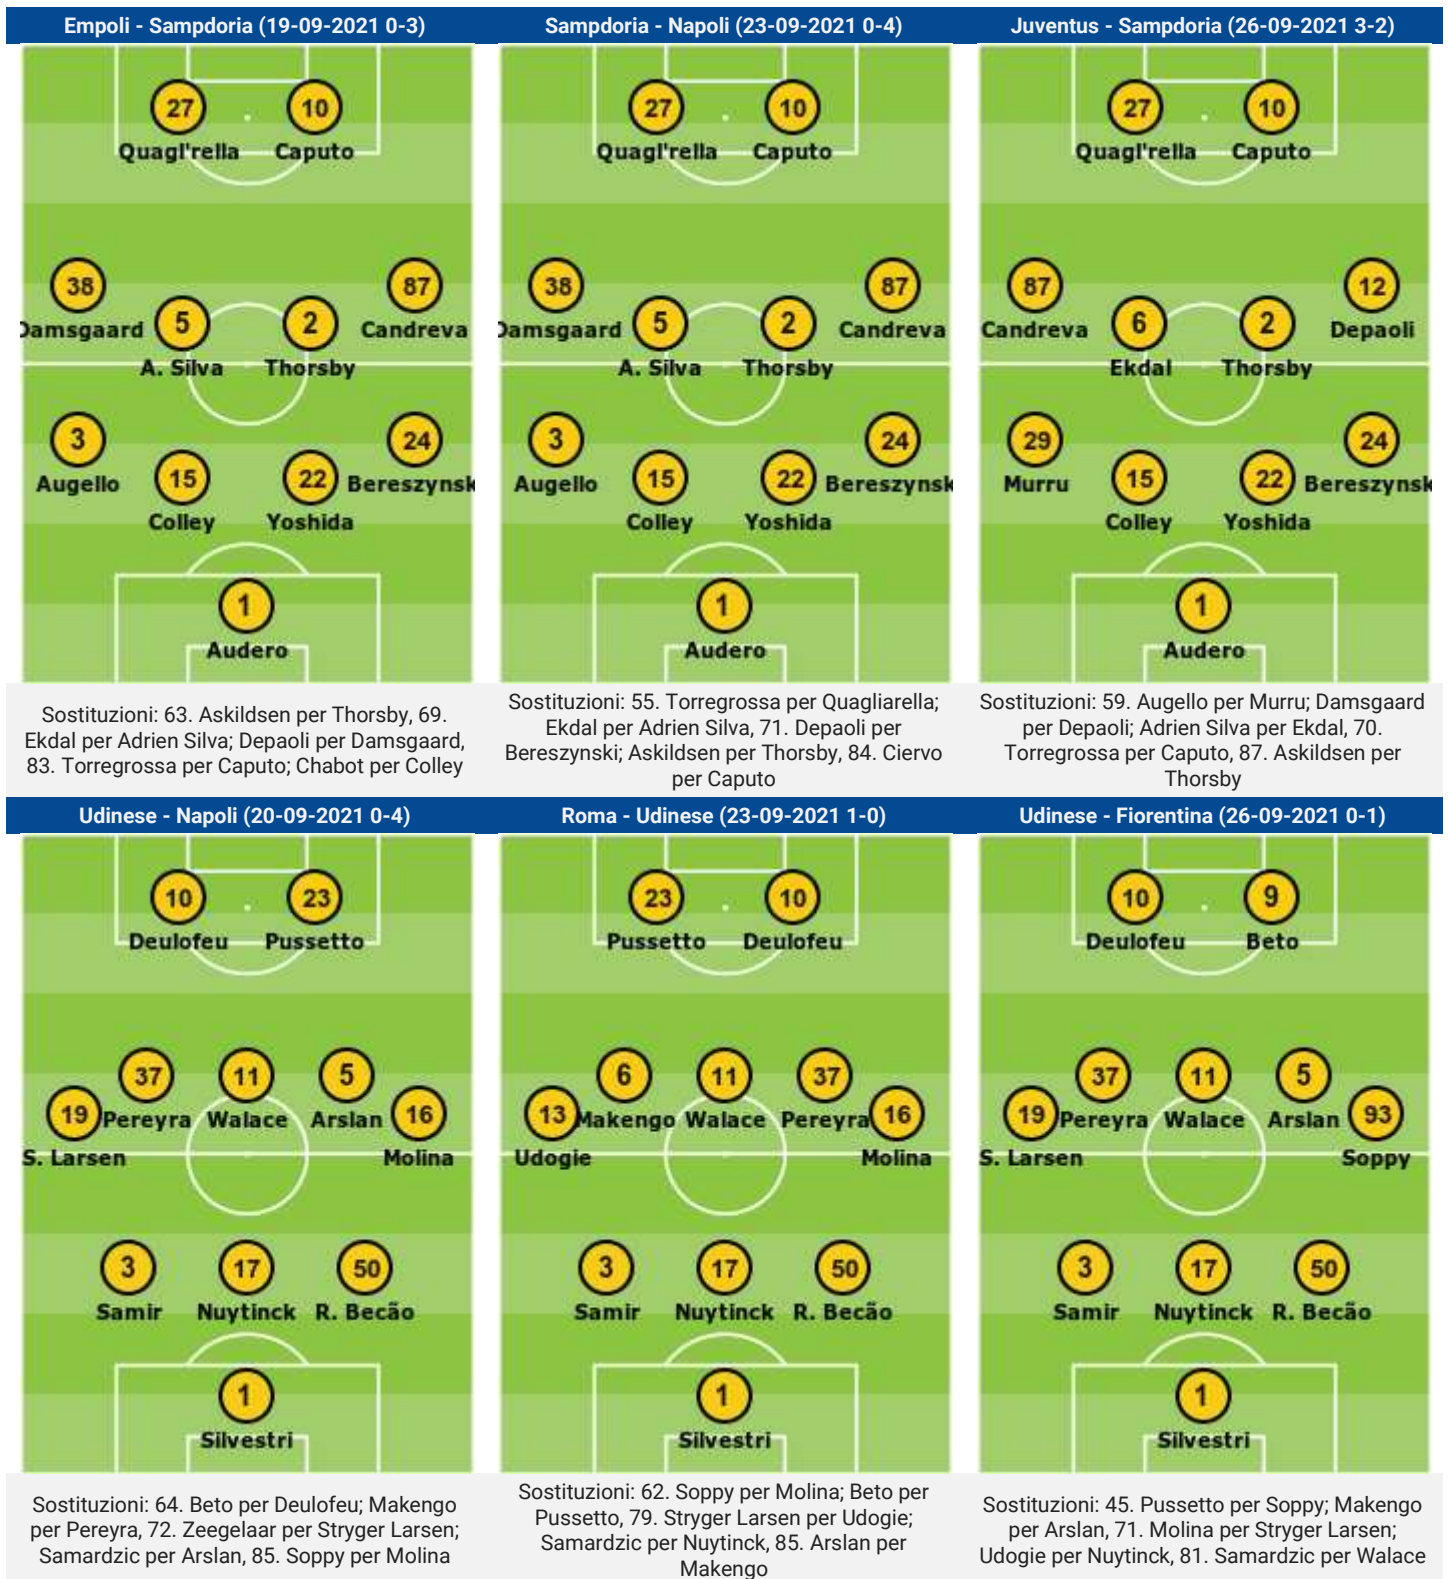 Empoli - Sampdoria (19-09-2021 0-3)
27 10
Quagl'rella Caputo
38 87
Damsgaard 5 2 Candreva
A. Silva Thorsby
3 24
Augello 15 22 Bereszynsk
Colley Yoshida
1
Audero
Sostituzioni: 63. Askildsen per Thorsby, 69.
Ekdal per Adrien Silva; Depaoli per Damsgaard,
83. Torregrossa per Caputo; Chabot per Colley
Sampdoria - Napoli (23-09-2021 0-4)
27 10
Quagl'rella Caputo
38 87
Damsgaard 5 2 Candreva
A. Silva Thorsby
3 24
Augello 15 22 Bereszynsk
Colley Yoshida
1
Audero
Sostituzioni: 55. Torregrossa per Quagliarella;
Ekdal per Adrien Silva, 71. Depaoli per
Bereszynski; Askildsen per Thorsby, 84. Ciervo
per Caputo
Juventus - Sampdoria (26-09-2021 3-2)
27 10
Quagl'rella Caputo
87 12
Candreva 6 2 Depaoli
Ekdal Thorsby
29 24
Murru 15 22 Bereszynsk
Colley Yoshida
1
Audero
Sostituzioni: 59. Augello per Murru; Damsgaard
per Depaoli; Adrien Silva per Ekdal, 70.
Torregrossa per Caputo, 87. Askildsen per
Thorsby
Udinese - Napoli (20-09-2021 0-4)
10 23
Deulofeu Pussetto
37 11 5
19 Pereyra Walace Arslan 16
S. Larsen Molina
3 17 50
Samir Nuytinck R. Becão
1
Silvestri
Sostituzioni: 64. Beto per Deulofeu; Makengo
per Pereyra, 72. Zeegelaar per Stryger Larsen;
Samardzic per Arslan, 85. Soppy per Molina
Roma - Udinese (23-09-2021 1-0)
23 10
Pussetto Deulofeu
6 11 37
13 Makengo Walace Pereyra 16
Udogie Molina
3 17 50
Samir Nuytinck R. Becão
1
Silvestri
Sostituzioni: 62. Soppy per Molina; Beto per
Pussetto, 79. Stryger Larsen per Udogie;
Samardzic per Nuytinck, 85. Arslan per
Makengo
Udinese - Fiorentina (26-09-2021 0-1)
10 9
Deulofeu Beto
37 11 5
19 Pereyra Walace Arslan 93
S. Larsen Soppy
3 17 50
Samir Nuytinck R. Becão
1
Silvestri
Sostituzioni: 45. Pussetto per Soppy; Makengo
per Arslan, 71. Molina per Stryger Larsen;
Udogie per Nuytinck, 81. Samardzic per Walace